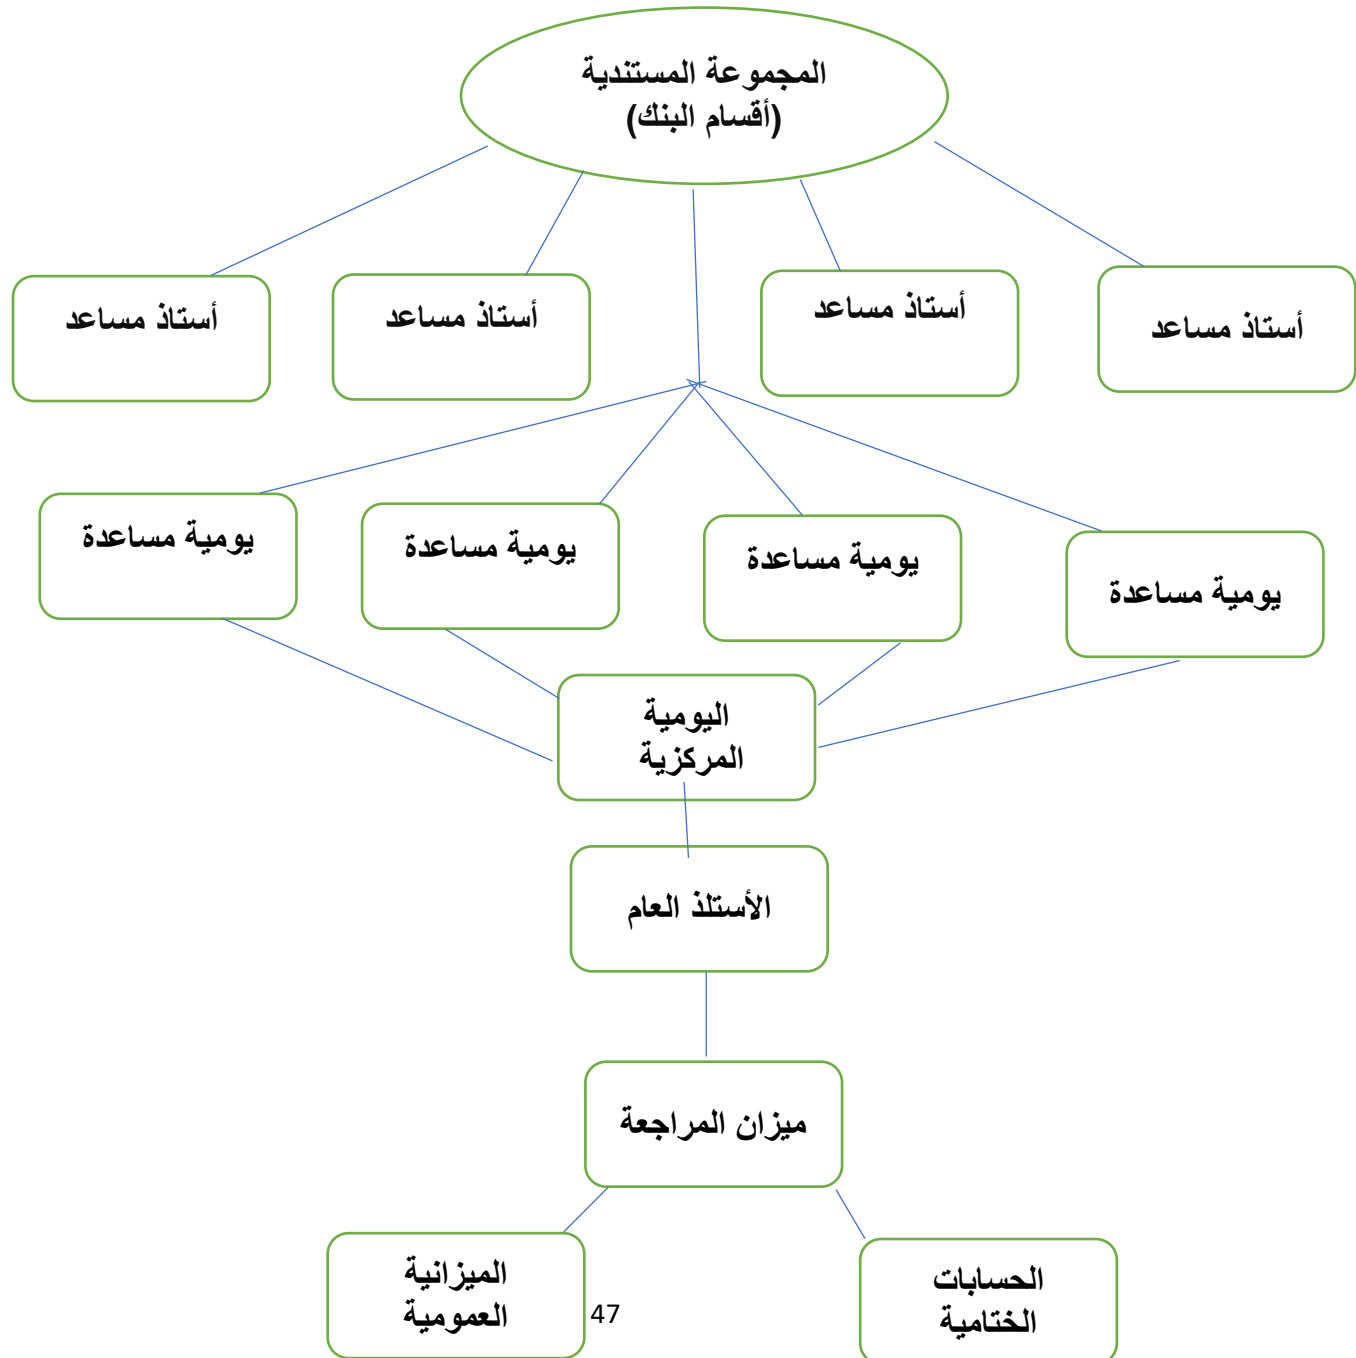 المجموعة المستندية
(أقسام البنك)
أستاذ مساعد
أستاذ مساعد
أستاذ مساعد
أستاذ مساعد
يومية مساعدة
يومية مساعدة
يومية مساعدة
يومية مساعدة
اليومية
المركزية
الأستلذ العام
ميزان المراجعة
الحسابات
الختامية
الميزانية
العمومية
47